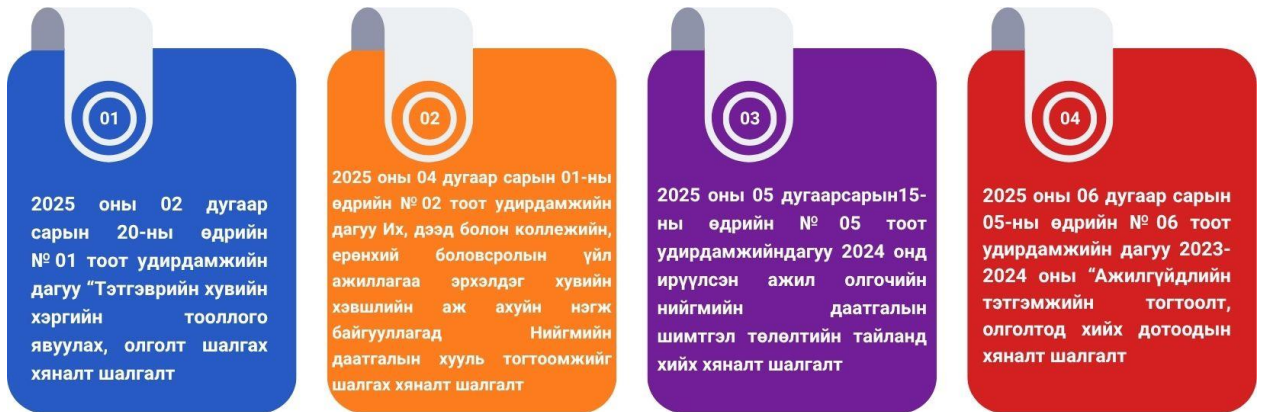 01
2025 оны 02 дугаар
сарын 20-ны өдрийн
№ 01 тоот удирдамжийн
дагуу “Тэтгэврийн хувийн
хэргийн тооллого
явуулах, олголт шалгах
хяналт шалгалт
02
2025 оны 04 дугаар сарын 01-ны
өдрийн № 02 тоот удирдамжийн
дагуу Их, дээд болон коллежийн,
ерөнхий боловсролын үйл
ажиллагаа эрхэлдэг хувийн
хэвшлийн аж ахуйн нэгж
байгууллагад Нийгмийн
даатгалын хууль тогтоомжийг
шалгах хяналт шалгалт
03
2025 оны 05 дугаарсарын15-
ны өдрийн № 05 тоот
удирдамжийндагуу 2024 онд
ирүүлсэн ажил олгочийн
нийгмийн даатгалын
шимтгэл төлөлтийн тайланд
хийх хяналт шалгалт
04
2025 оны 06 дугаар сарын
05-ны өдрийн № 06 тоот
удирдамжийн дагуу 2023-
2024 оны “Ажилгүйдлийн
тэтгэмжийн тогтоолт,
олголтод хийх дотоодын
хяналт шалгалт